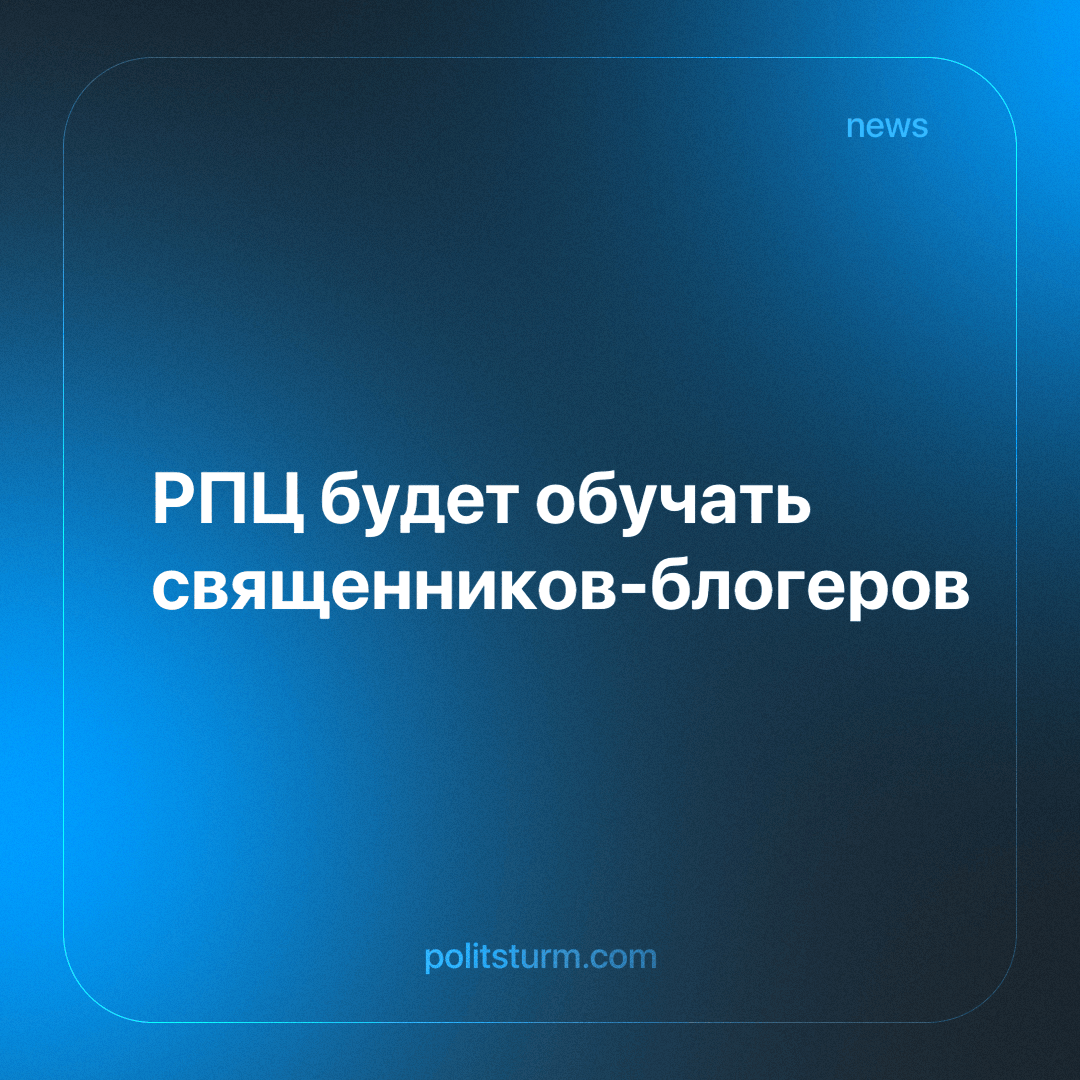 news
РПЦ будет обучать
священников-блогеров
politsturm.com